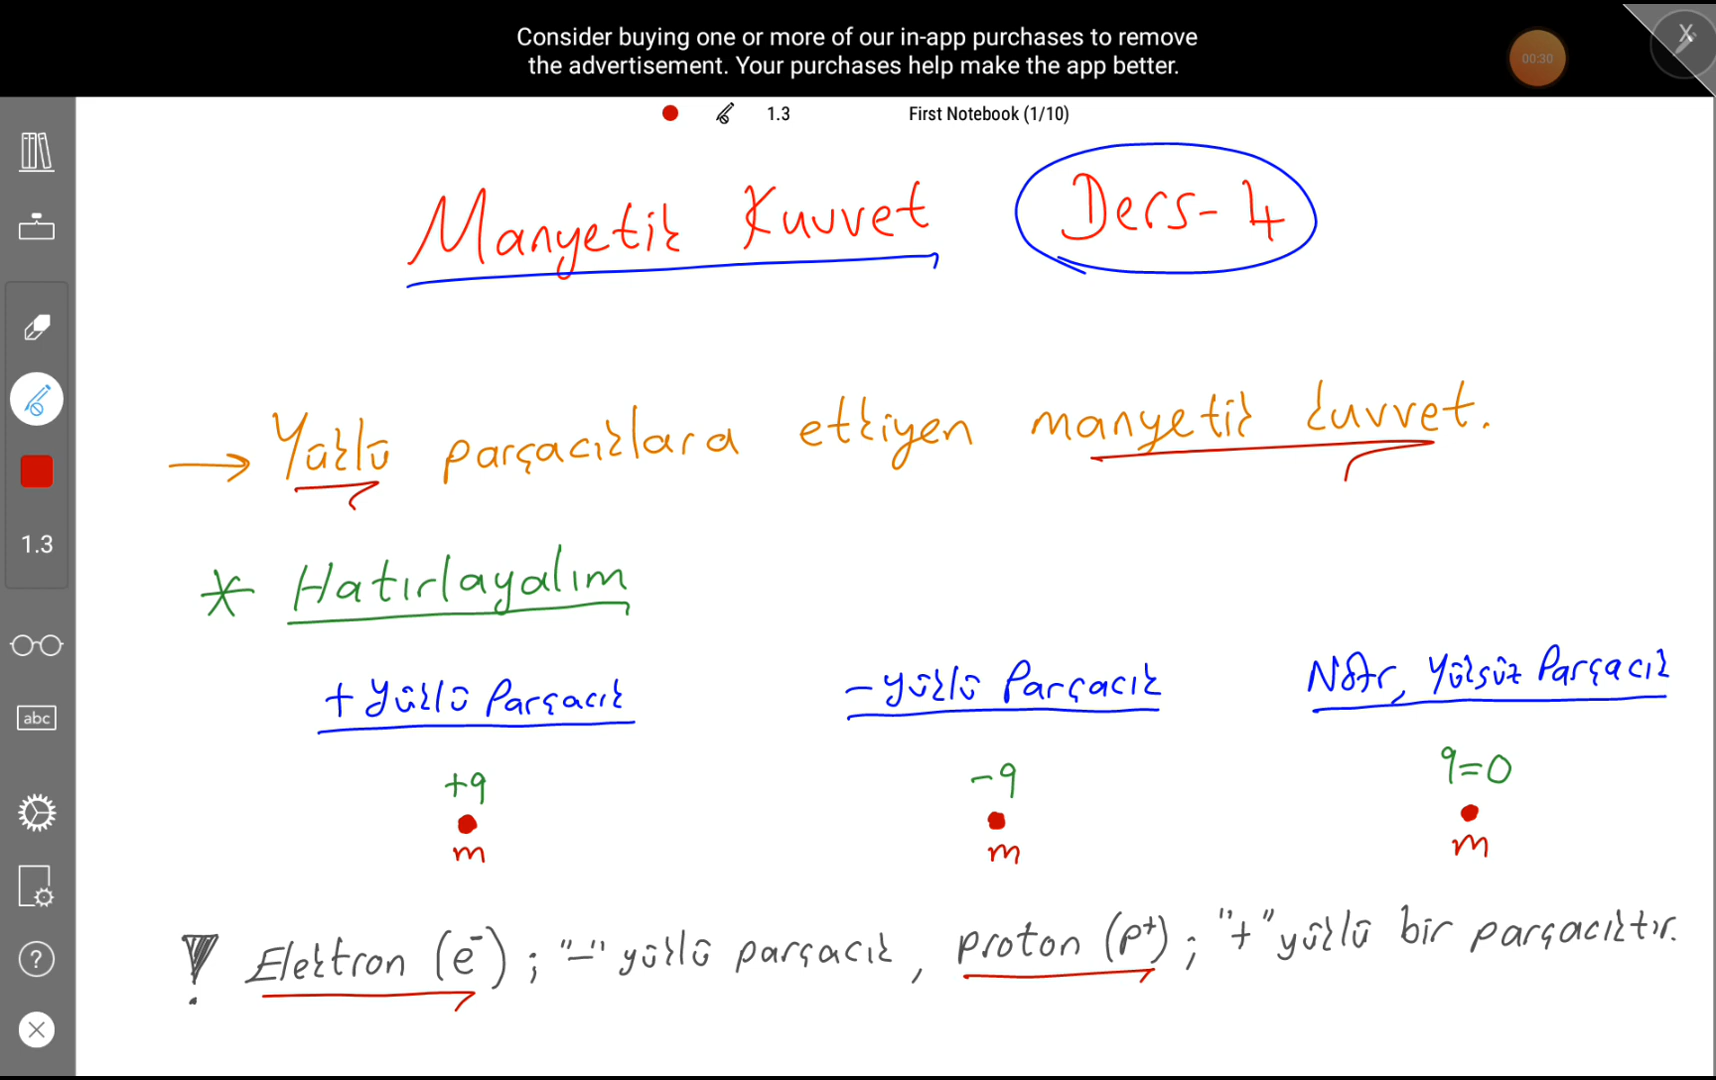 Consider buying one or more of our in-app purchases to remove
the advertisement. Your purchases help make the app better.
00:30
X
1.3 First Notebook (1/10)
Manyetik Kuvvet Ders-4
→ Yüklü parçacıklara etkiyen manyetik kuvvet.
1.3
* Hatırlayalım
+ yüklü Parçacık - yüklü Parçacık Nötr, Yüksüz Parçacık
abc
+q -q q=0
m m m
! Elektron (e⁻) ; "-" yüklü parçacık , proton (p⁺) ; "+" yüklü bir parçacıktır.
?